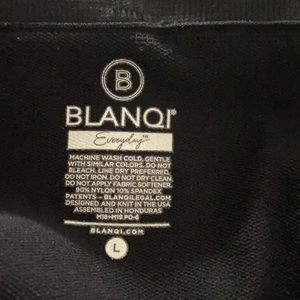 B
BLANQI
Everyday™
MACHINE WASH COLD, GENTLE
WITH SIMILAR COLORS. DO NOT
BLEACH. LINE DRY PREFERRED.
DO NOT IRON. DO NOT DRY CLEAN.
DO NOT APPLY FABRIC SOFTENER.
90% NYLON 10% SPANDEX
PATENTS – BLANQILEGAL.COM
DESIGNED AND KNIT IN THE USA
ASSEMBLED IN HONDURAS
BLANQI.COM
L